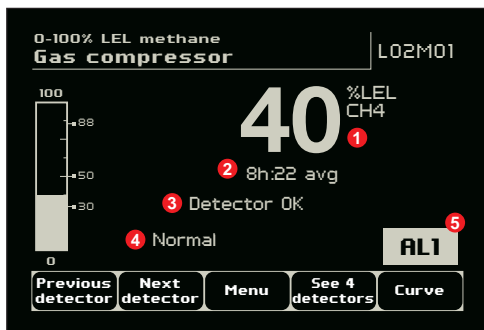 0-100% LEL methane
Gas compressor
L02M01
100
88
50
30
0
40
%LEL
CH4
1
2 8h:22 avg
3 Detector OK
4 Normal
5
AL1
Previous detector
Next detector
Menu
See 4 detectors
Curve